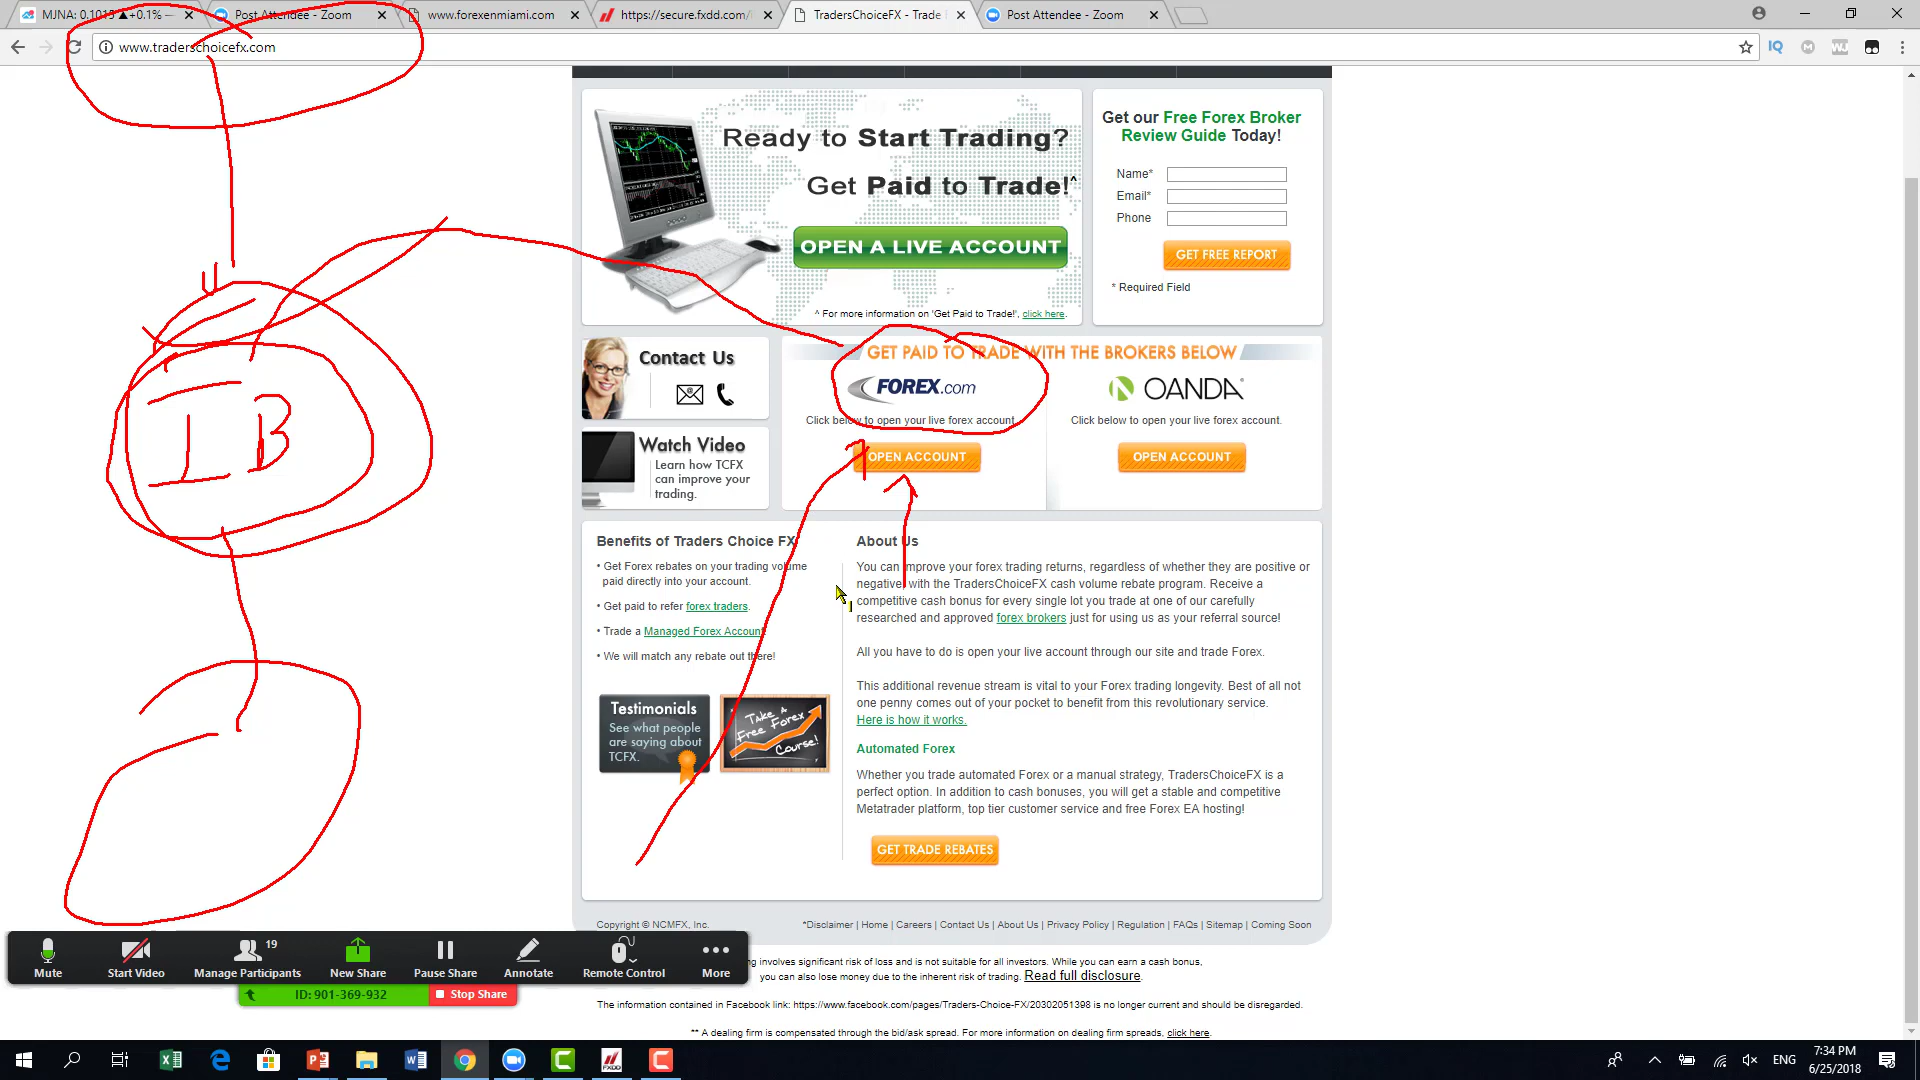 MJNA: 0.1015 ▲+0.1% —
Post Attendee - Zoom
www.forexenmiami.com
https://secure.fxdd.com/
TradersChoiceFX - Trade
Post Attendee - Zoom
www.traderschoicefx.com
IQ
Ready to Start Trading?
Get Paid to Trade!^
OPEN A LIVE ACCOUNT
^ For more information on 'Get Paid to Trade!', click here.
Get our Free Forex Broker
Review Guide Today!
Name*
Email*
Phone
GET FREE REPORT
* Required Field
Contact Us
Watch Video
Learn how TCFX
can improve your
trading.
GET PAID TO TRADE WITH THE BROKERS BELOW
FOREX.com
Click below to open your live forex account.
OPEN ACCOUNT
OANDA
Click below to open your live forex account.
OPEN ACCOUNT
IB
Benefits of Traders Choice FX
• Get Forex rebates on your trading volume
paid directly into your account.
• Get paid to refer forex traders.
• Trade a Managed Forex Account
• We will match any rebate out there!
Testimonials
See what people
are saying about
TCFX.
Take A
Free Forex
Course!
About Us
You can improve your forex trading returns, regardless of whether they are positive or
negative, with the TradersChoiceFX cash volume rebate program. Receive a
competitive cash bonus for every single lot you trade at one of our carefully
researched and approved forex brokers just for using us as your referral source!
All you have to do is open your live account through our site and trade Forex.
This additional revenue stream is vital to your Forex trading longevity. Best of all not
one penny comes out of your pocket to benefit from this revolutionary service.
Here is how it works.
Automated Forex
Whether you trade automated Forex or a manual strategy, TradersChoiceFX is a
perfect option. In addition to cash bonuses, you will get a stable and competitive
Metatrader platform, top tier customer service and free Forex EA hosting!
GET TRADE REBATES
Copyright © NCMFX, Inc.
*Disclaimer | Home | Careers | Contact Us | About Us | Privacy Policy | Regulation | FAQs | Sitemap | Coming Soon
involves significant risk of loss and is not suitable for all investors. While you can earn a cash bonus,
you can also lose money due to the inherent risk of trading. Read full disclosure.
The information contained in Facebook link: https://www.facebook.com/pages/Traders-Choice-FX/20302051398 is no longer current and should be disregarded.
** A dealing firm is compensated through the bid/ask spread. For more information on dealing firm spreads, click here.
Mute
Start Video
19
Manage Participants
New Share
Pause Share
Annotate
Remote Control
More
ID: 901-369-932
Stop Share
FXDD
ENG
7:34 PM
6/25/2018